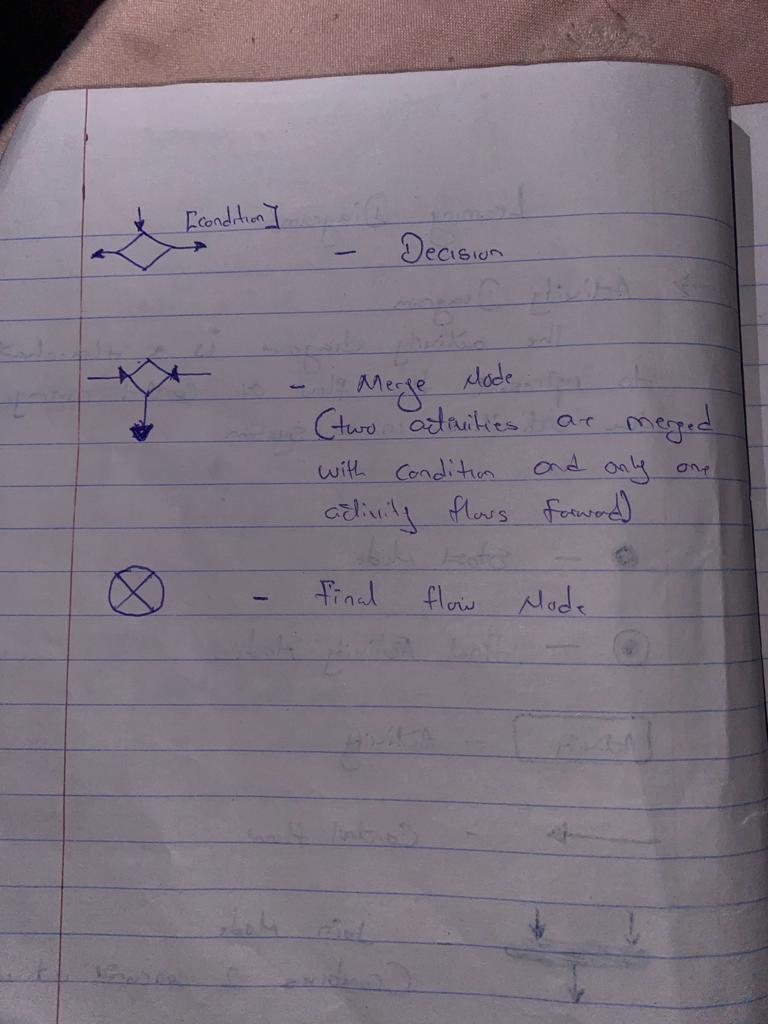 [condition]
- Decision
- Merge Node
(two activities are merged
with condition and only one
activity flows forward)
- Final flow Node